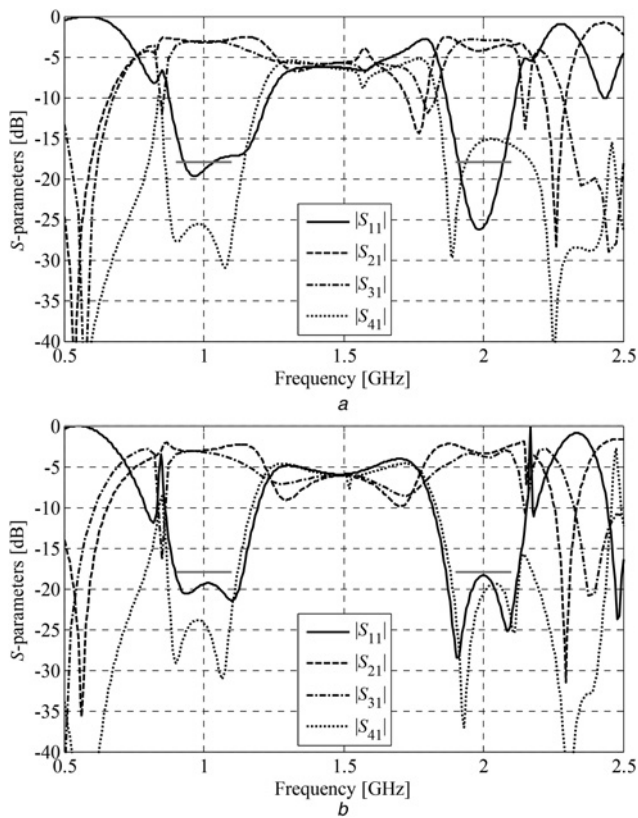 0
-5
-10
-15
-20
-25
-30
-35
-40
S-parameters [dB]
|S11|
|S21|
|S31|
|S41|
0.5
1
1.5
2
2.5
Frequency [GHz]
a
0
-5
-10
-15
-20
-25
-30
-35
-40
S-parameters [dB]
|S11|
|S21|
|S31|
|S41|
0.5
1
1.5
2
2.5
Frequency [GHz]
b